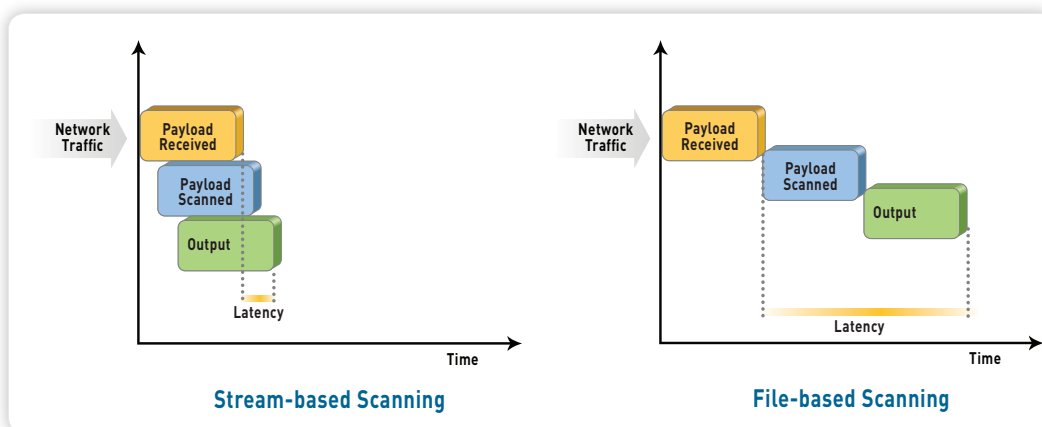 Network
Traffic
Payload
Received
Payload
Scanned
Output
Latency
Time
Stream-based Scanning
Network
Traffic
Payload
Received
Payload
Scanned
Output
Latency
Time
File-based Scanning